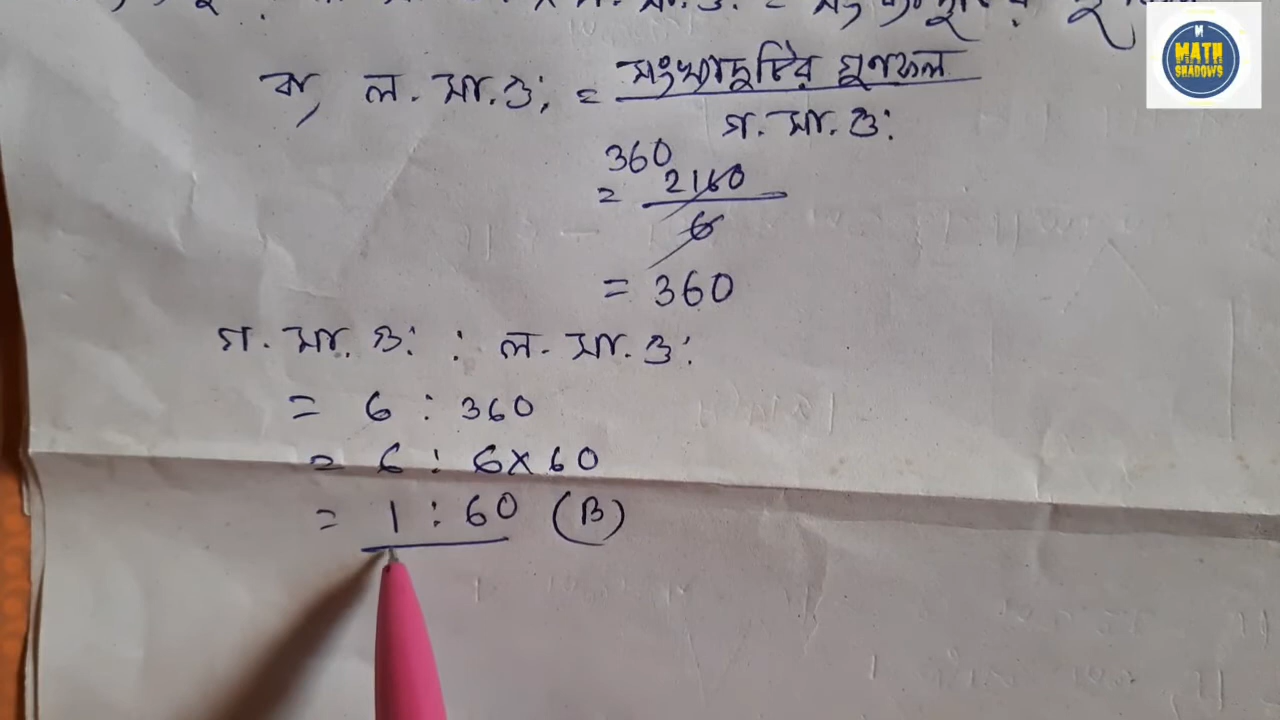 বা, ল. সা. গু: = সংখ্যাদুটির গুণফল
গ. সা. গু:
360
= 2160
6
= 360
গ. সা. গু: : ল. সা. গু:
= 6 : 360
= 6 : 6×60
= 1 : 60 (B)
M
MATH
SHADOWS